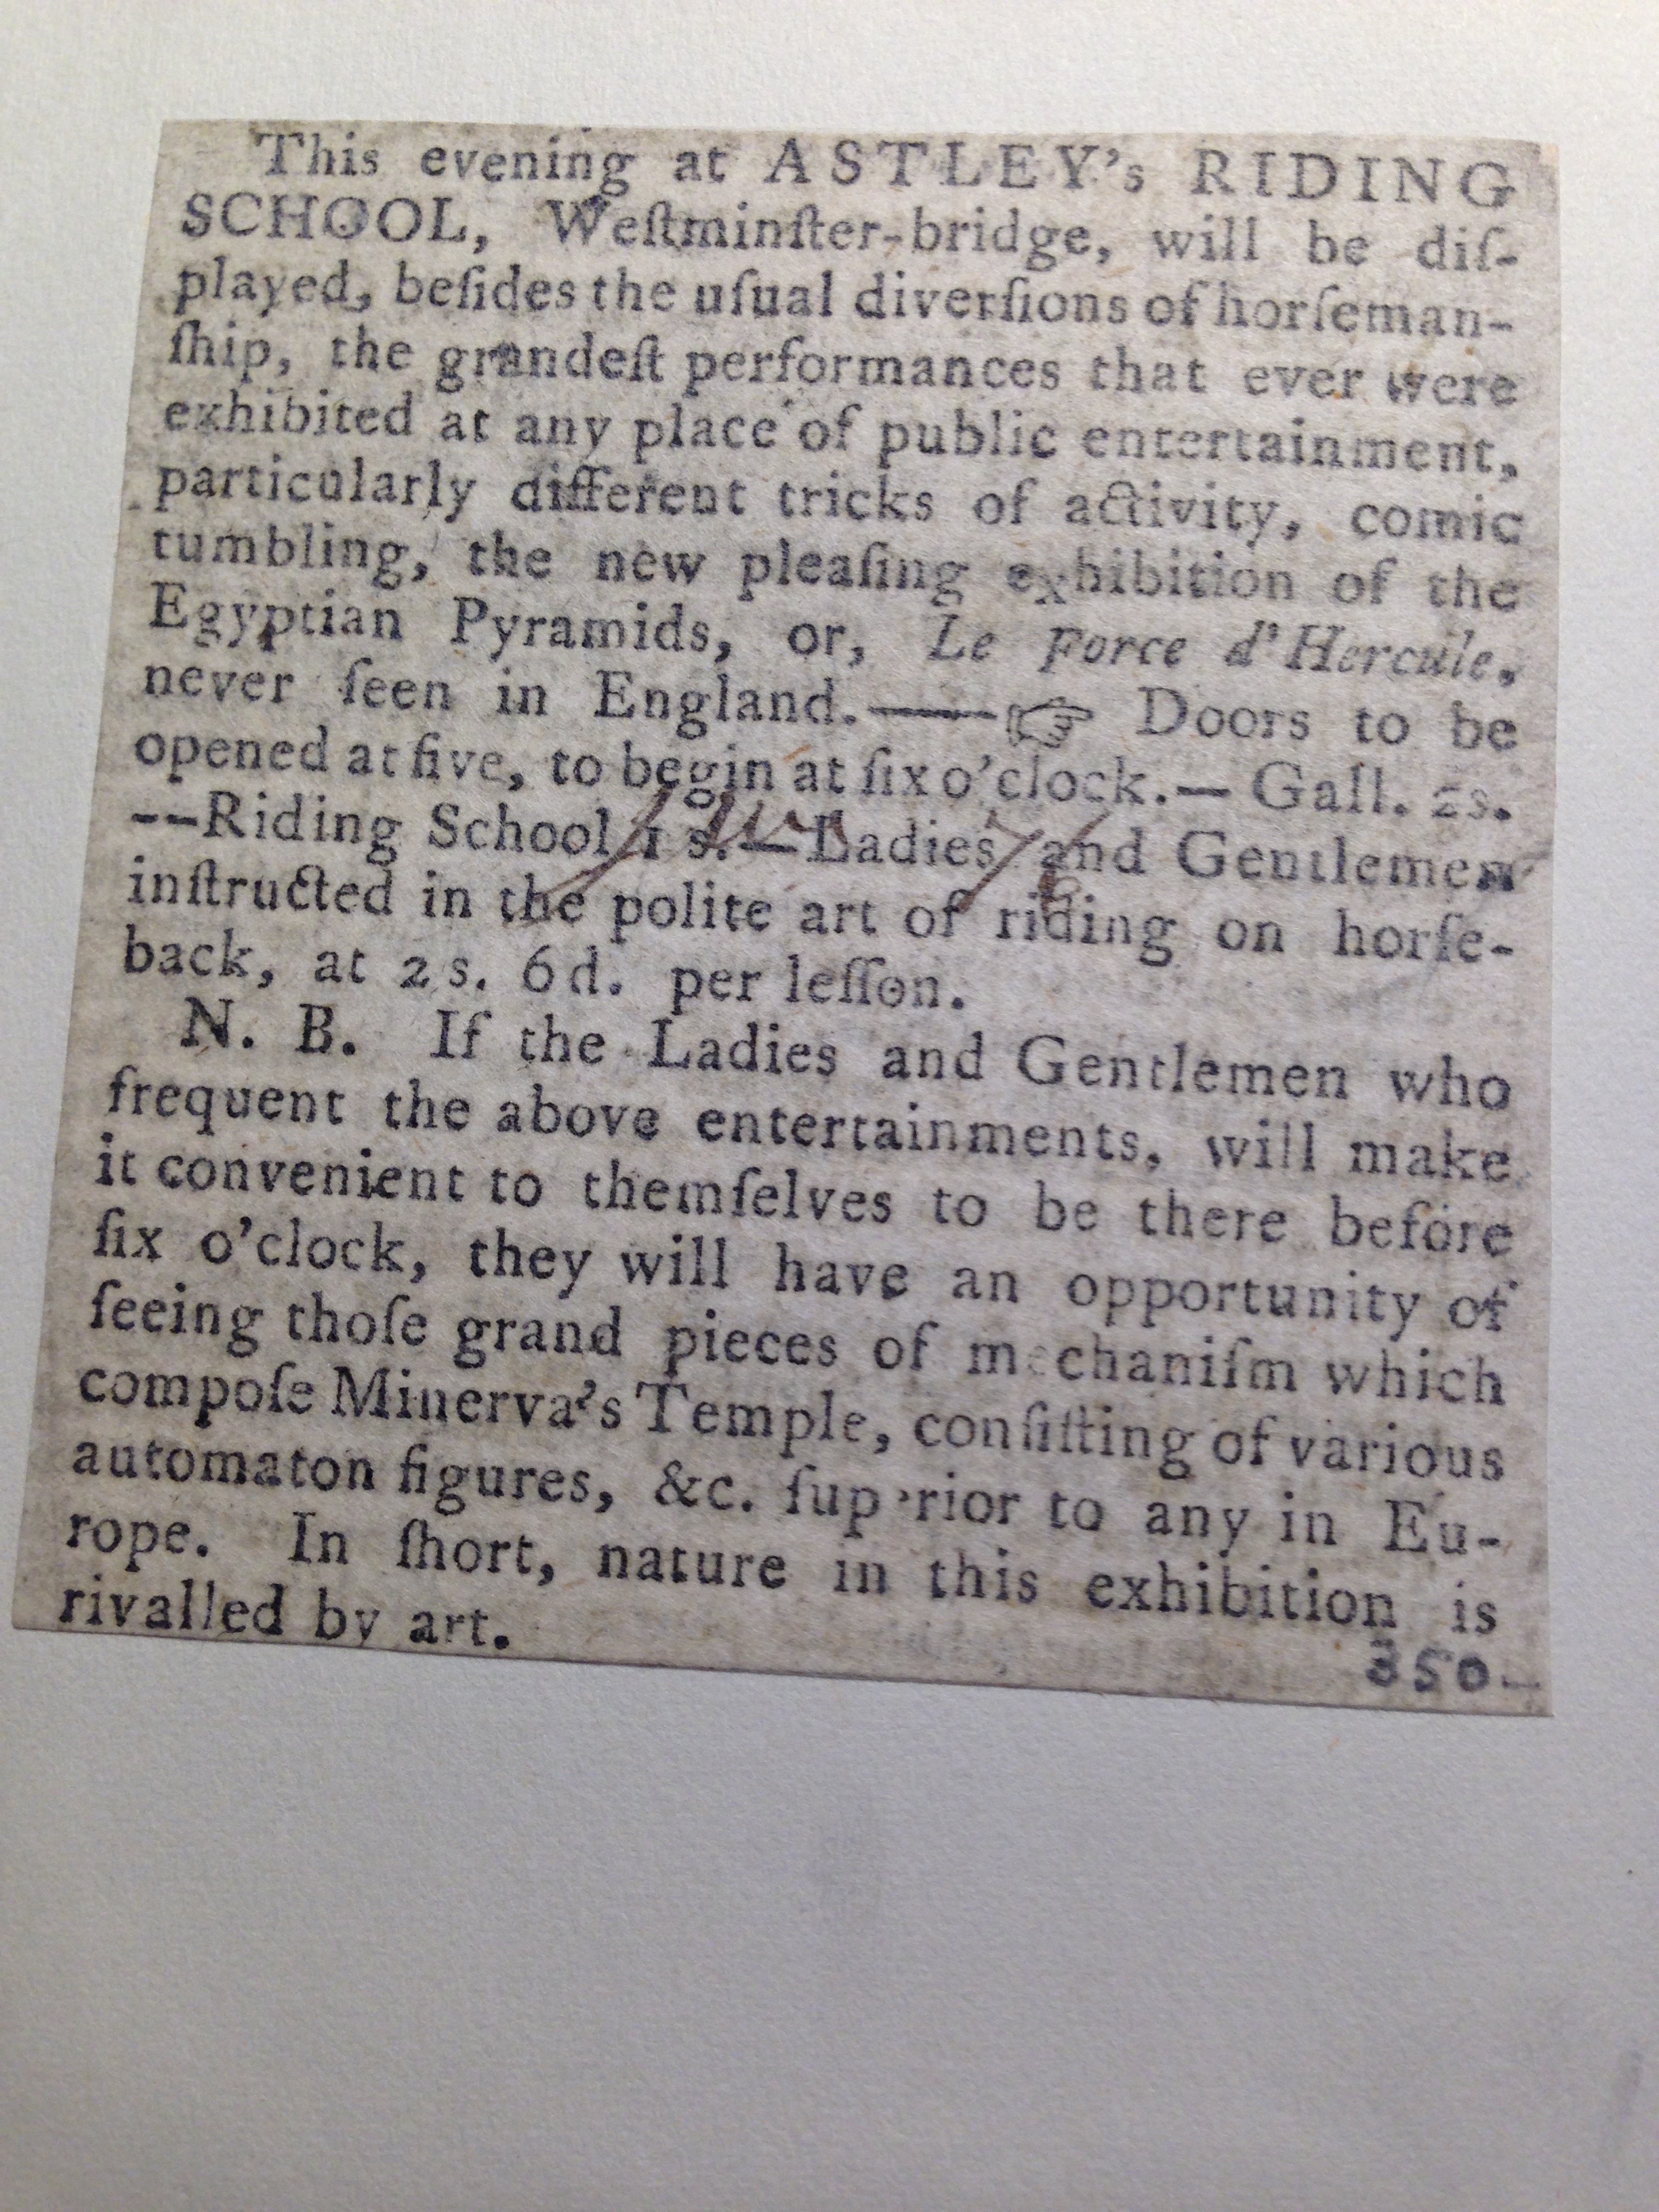 This evening at ASTLEY's RIDING
SCHOOL, Weſtminſter-bridge, will be diſ-
played, beſides the uſual diverſions of horſeman-
ſhip, the grandeſt performances that ever were
exhibited at any place of public entertainment,
particularly different tricks of activity, comic
tumbling, the new pleaſing exhibition of the
Egyptian Pyramids, or, Le Force d'Hercule,
never ſeen in England.—— ☞ Doors to be
opened at five, to begin at ſix o'clock.— Gall. 2s.
--Riding School 1 s.—Ladies and Gentlemen
inſtructed in the polite art of riding on horſe-
back, at 2 s. 6 d. per leſſon.
N. B. If the Ladies and Gentlemen who
frequent the above entertainments, will make
it convenient to themſelves to be there before
ſix o'clock, they will have an opportunity of
ſeeing thoſe grand pieces of mechaniſm which
compoſe Minerva's Temple, conſiſting of various
automaton figures, &c. ſuperior to any in Eu-
rope. In ſhort, nature in this exhibition is
rivalled by art.
350